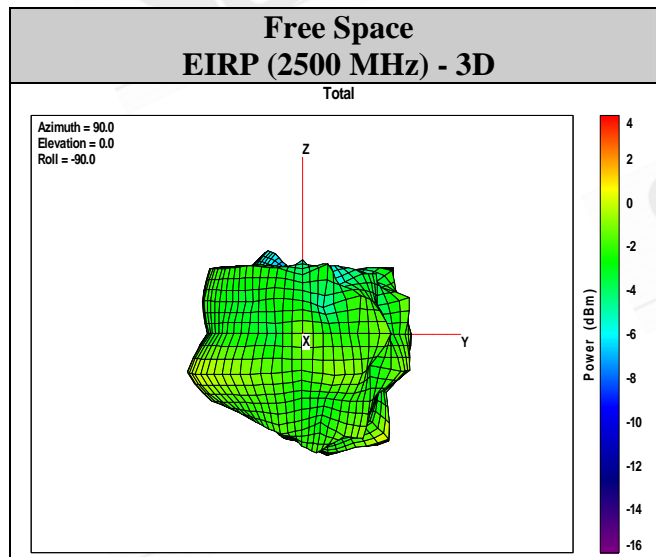 Free Space
EIRP (2500 MHz) - 3D
Total
Azimuth = 90.0
Elevation = 0.0
Roll = -90.0
Z
X
Y
4
2
0
-2
-4
-6
-8
-10
-12
-14
-16
Power (dBm)